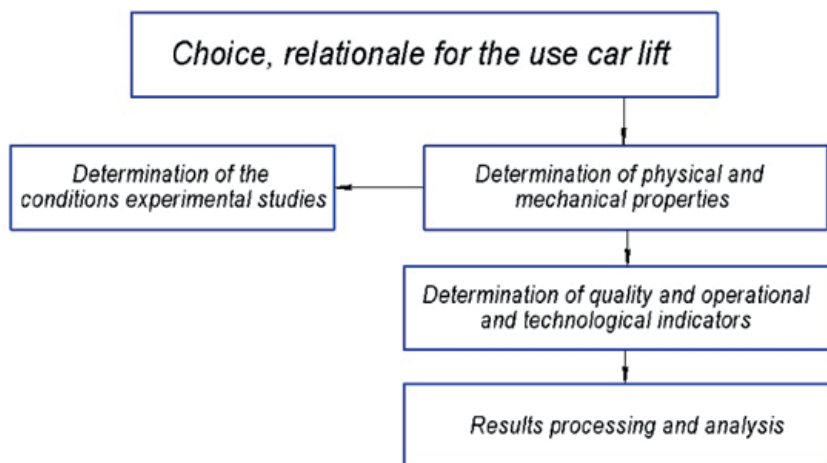 Choice, relationale for the use car lift
Determination of the
conditions experimental studies
Determination of physical and
mechanical properties
Determination of quality and operational
and technological indicators
Results processing and analysis